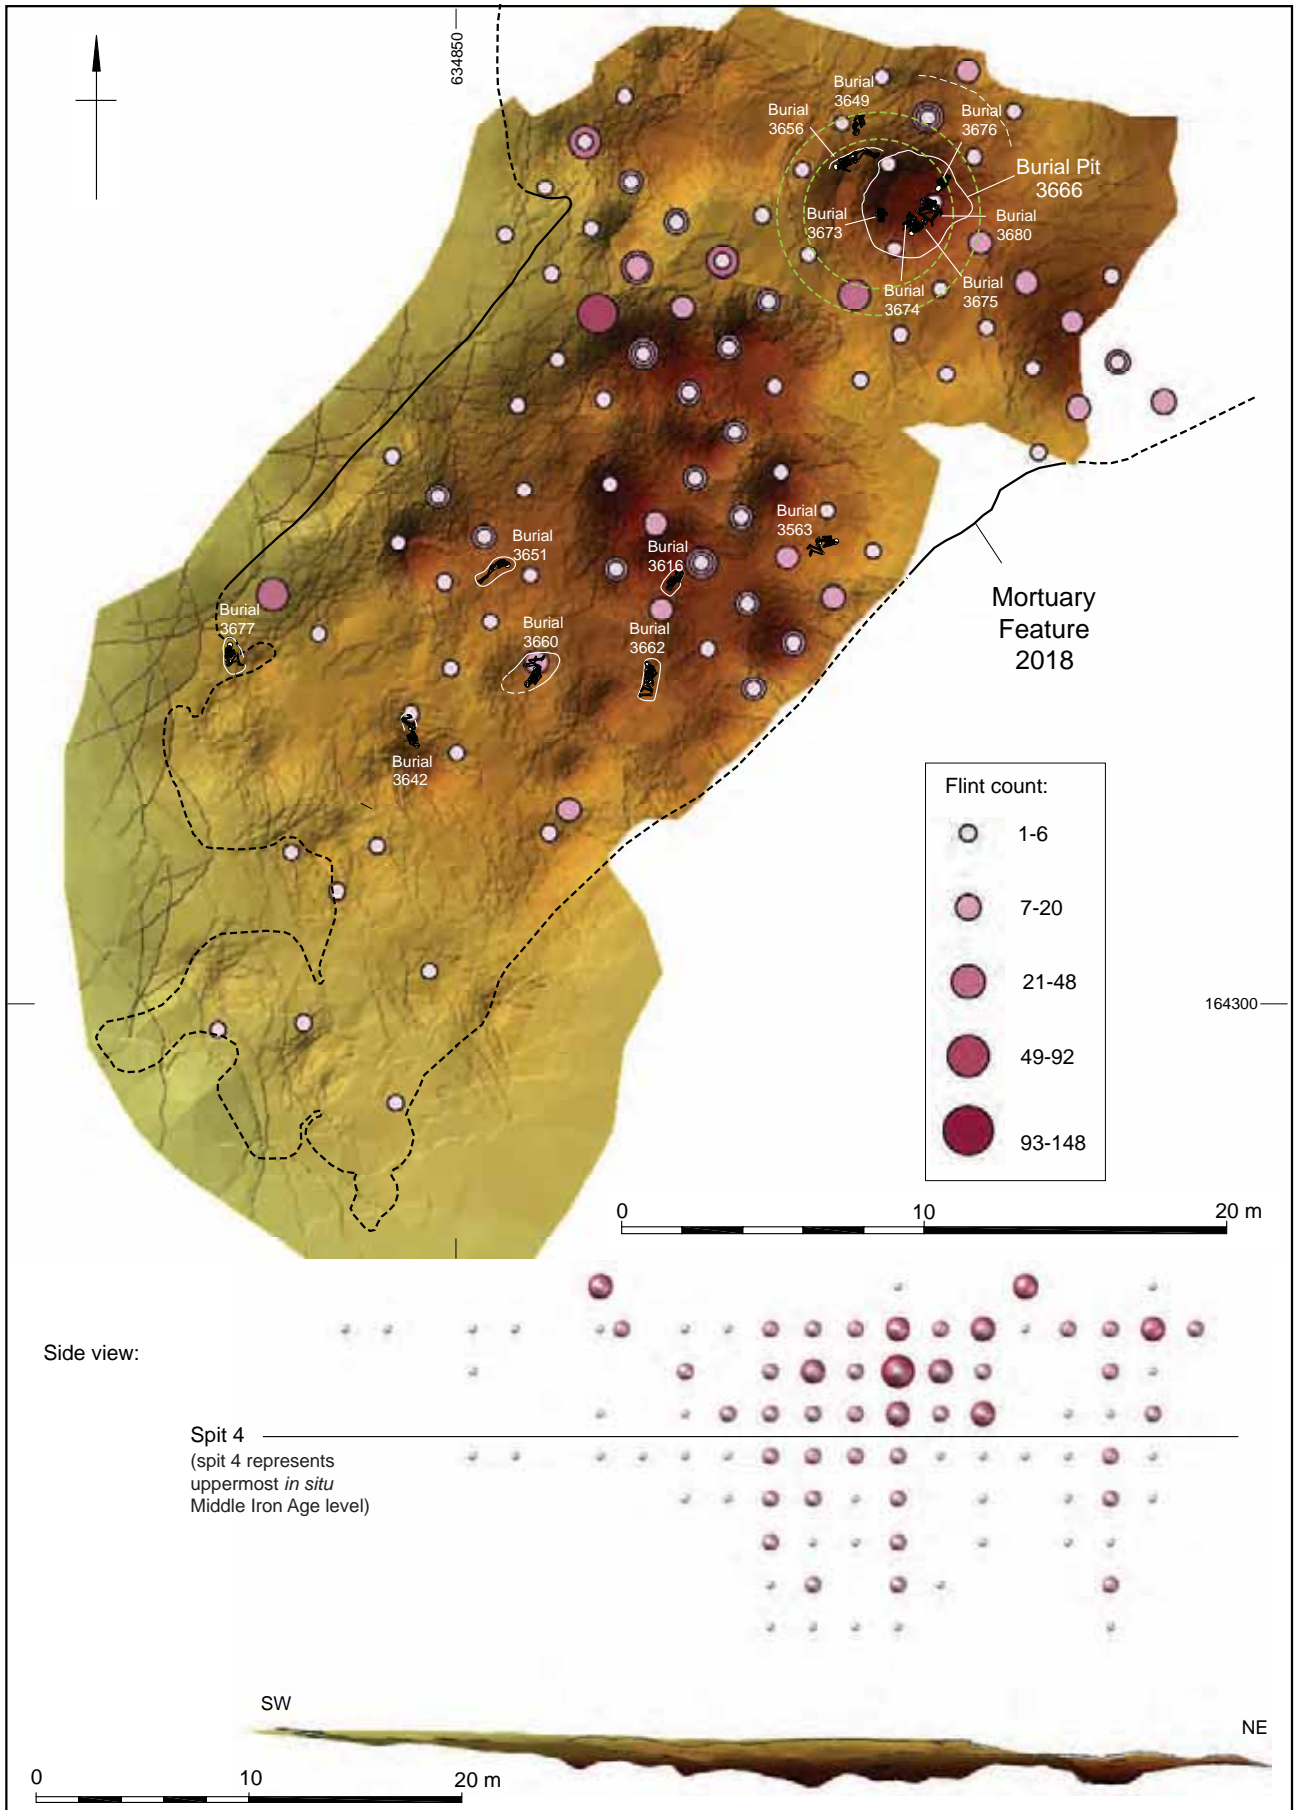 634850
Burial
3649
Burial
3656
Burial
3676
Burial Pit
3666
Burial
3673
Burial
3680
Burial
3674
Burial
3675
Burial
3651
Burial
3616
Burial
3563
Burial
3677
Burial
3660
Burial
3662
Burial
3642
Mortuary
Feature
2018
Flint count:
1-6
7-20
21-48
49-92
93-148
164300
0 10 20 m
Side view:
Spit 4
(spit 4 represents
uppermost in situ
Middle Iron Age level)
SW
NE
0 10 20 m